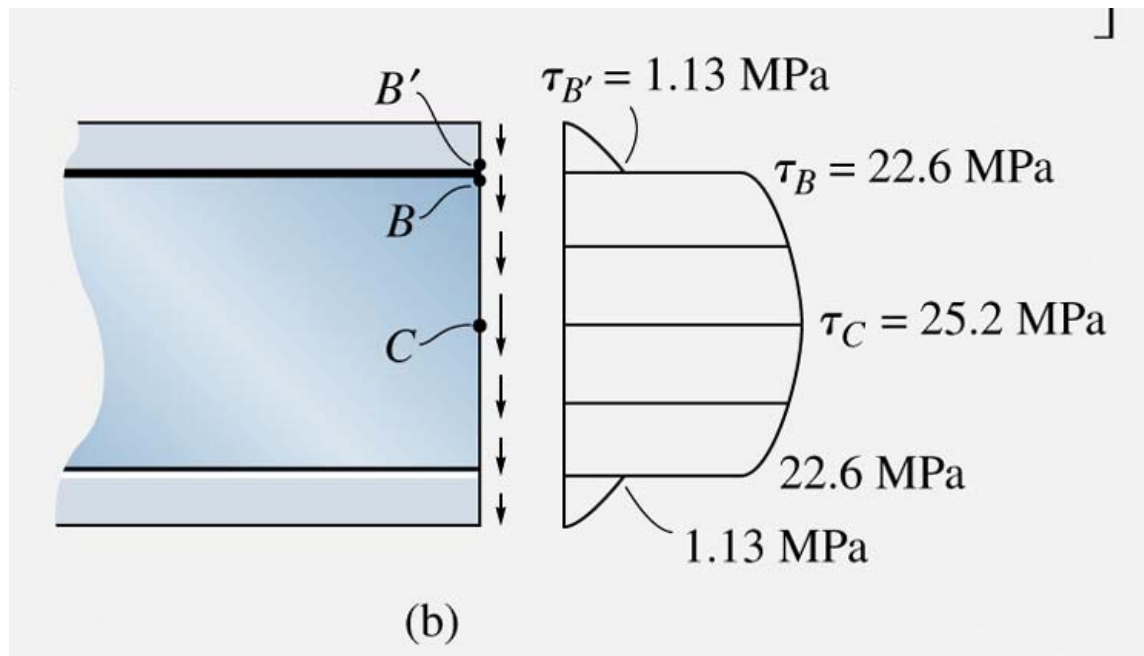 B′
τB′ = 1.13 MPa
τB = 22.6 MPa
B
C
τC = 25.2 MPa
22.6 MPa
1.13 MPa
(b)